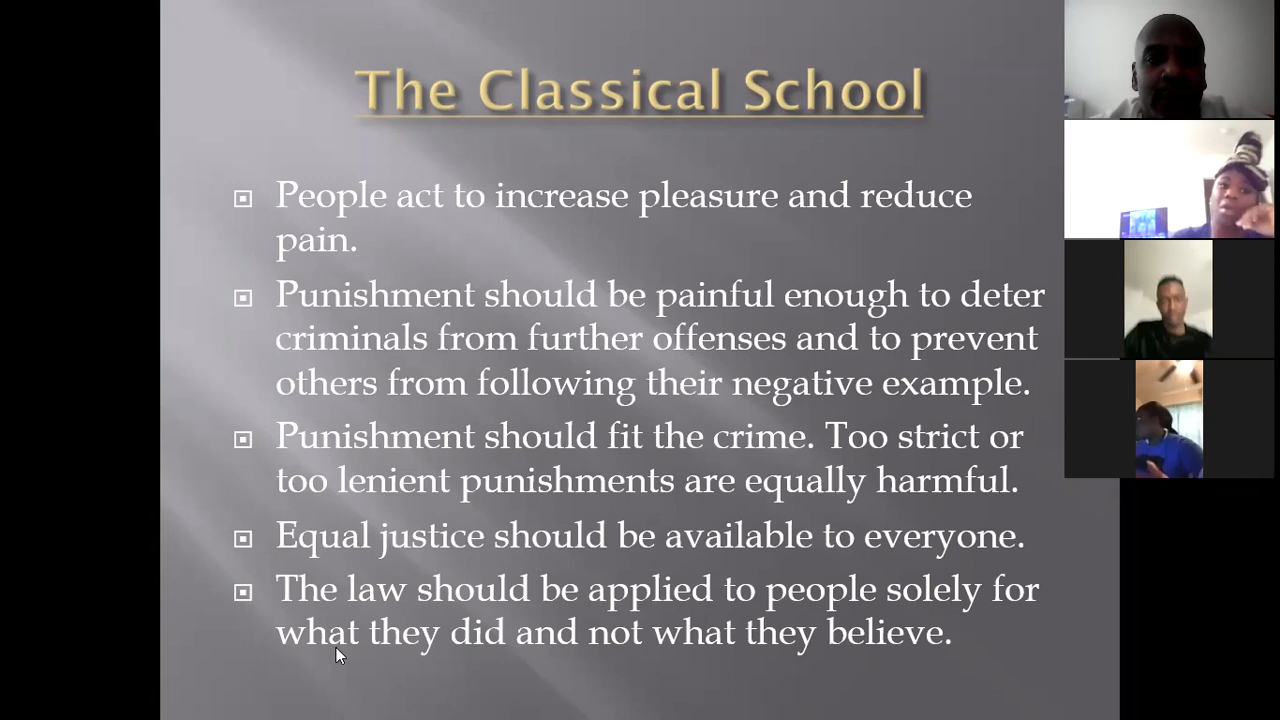 The Classical School
People act to increase pleasure and reduce
pain.
Punishment should be painful enough to deter
criminals from further offenses and to prevent
others from following their negative example.
Punishment should fit the crime. Too strict or
too lenient punishments are equally harmful.
Equal justice should be available to everyone.
The law should be applied to people solely for
what they did and not what they believe.